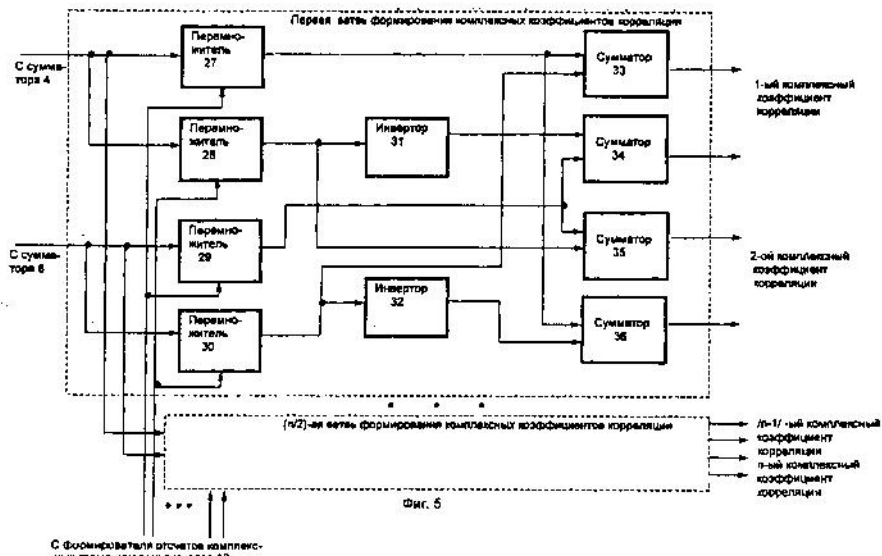 Первая ветвь формирования комплексных коэффициентов корреляции
С сумма-
тора 4
Перемно-
житель
27
Сумматор
33
1-ый комплексный
коэффициент
корреляции
Перемно-
житель
28
Инвертор
31
Сумматор
34
С сумма-
тора 6
Перемно-
житель
29
Сумматор
35
2-ой комплексный
коэффициент
корреляции
Перемно-
житель
30
Инвертор
32
Сумматор
36
(n/2)-ая ветвь формирования комплексных коэффициентов корреляции
/n-1/ -ый комплексный
коэффициент
корреляции
n-ый комплексный
коэффициент
корреляции
Фиг. 5
С формирователя отсчетов комплекс-